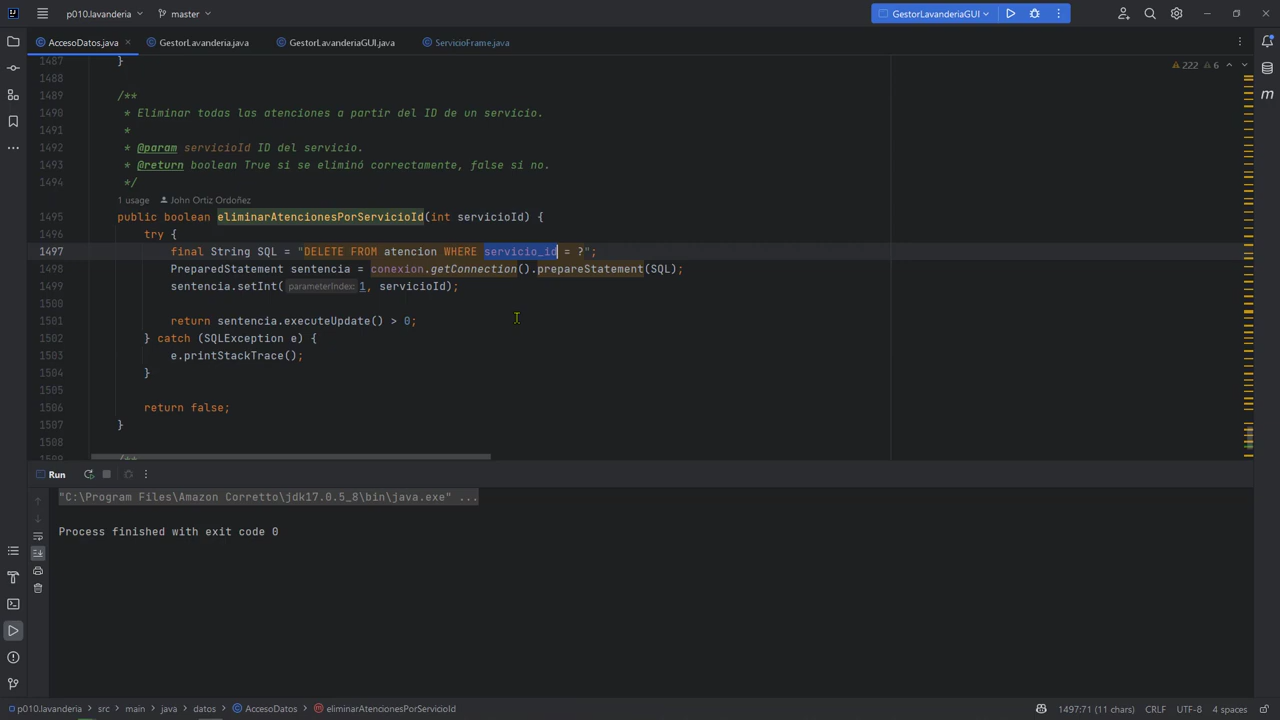 p010.lavanderia
master
GestorLavanderiaGUI
AccesoDatos.java
GestorLavanderia.java
GestorLavanderiaGUI.java
ServicioFrame.java
222 6
1487 }
1488
1489 /**
1490 * Eliminar todas las atenciones a partir del ID de un servicio.
1491 *
1492 * @param servicioId ID del servicio.
1493 * @return boolean True si se eliminó correctamente, false si no.
1494 */
1 usage John Ortiz Ordoñez
1495 public boolean eliminarAtencionesPorServicioId(int servicioId) {
1496 try {
1497 final String SQL = "DELETE FROM atencion WHERE servicio_id = ?";
1498 PreparedStatement sentencia = conexion.getConnection().prepareStatement(SQL);
1499 sentencia.setInt( parameterIndex: 1, servicioId);
1500
1501 return sentencia.executeUpdate() > 0;
1502 } catch (SQLException e) {
1503 e.printStackTrace();
1504 }
1505
1506 return false;
1507 }
1508
1509 /**
Run
"C:\Program Files\Amazon Corretto\jdk17.0.5_8\bin\java.exe" ...
Process finished with exit code 0
p010.lavanderia > src > main > java > datos > AccesoDatos > eliminarAtencionesPorServicioId
1497:71 (11 chars) CRLF UTF-8 4 spaces